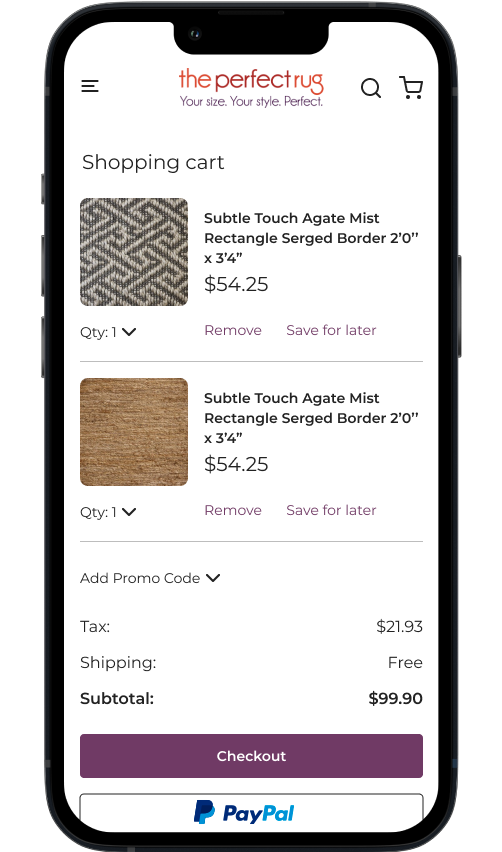 the perfect rug
Your size. Your style. Perfect.
Shopping cart
Subtle Touch Agate Mist
Rectangle Serged Border 2’0’’
x 3’4”
$54.25
Qty: 1
Remove
Save for later
Subtle Touch Agate Mist
Rectangle Serged Border 2’0’’
x 3’4”
$54.25
Qty: 1
Remove
Save for later
Add Promo Code
Tax: $21.93
Shipping: Free
Subtotal: $99.90
Checkout
PayPal